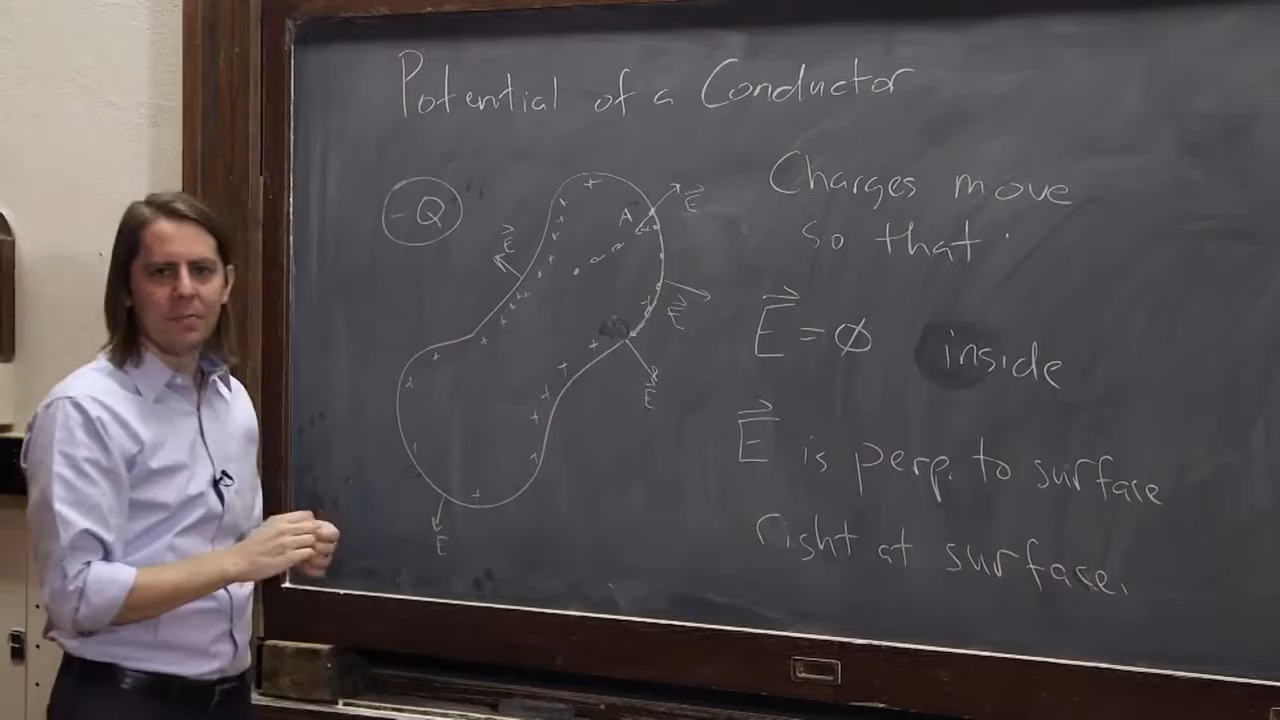 Potential of a Conductor
Charges move
so that
E⃗ = ∅ inside
E⃗ is perp. to surface
right at surface.
-Q
A
E⃗
E⃗
E⃗
E⃗
E